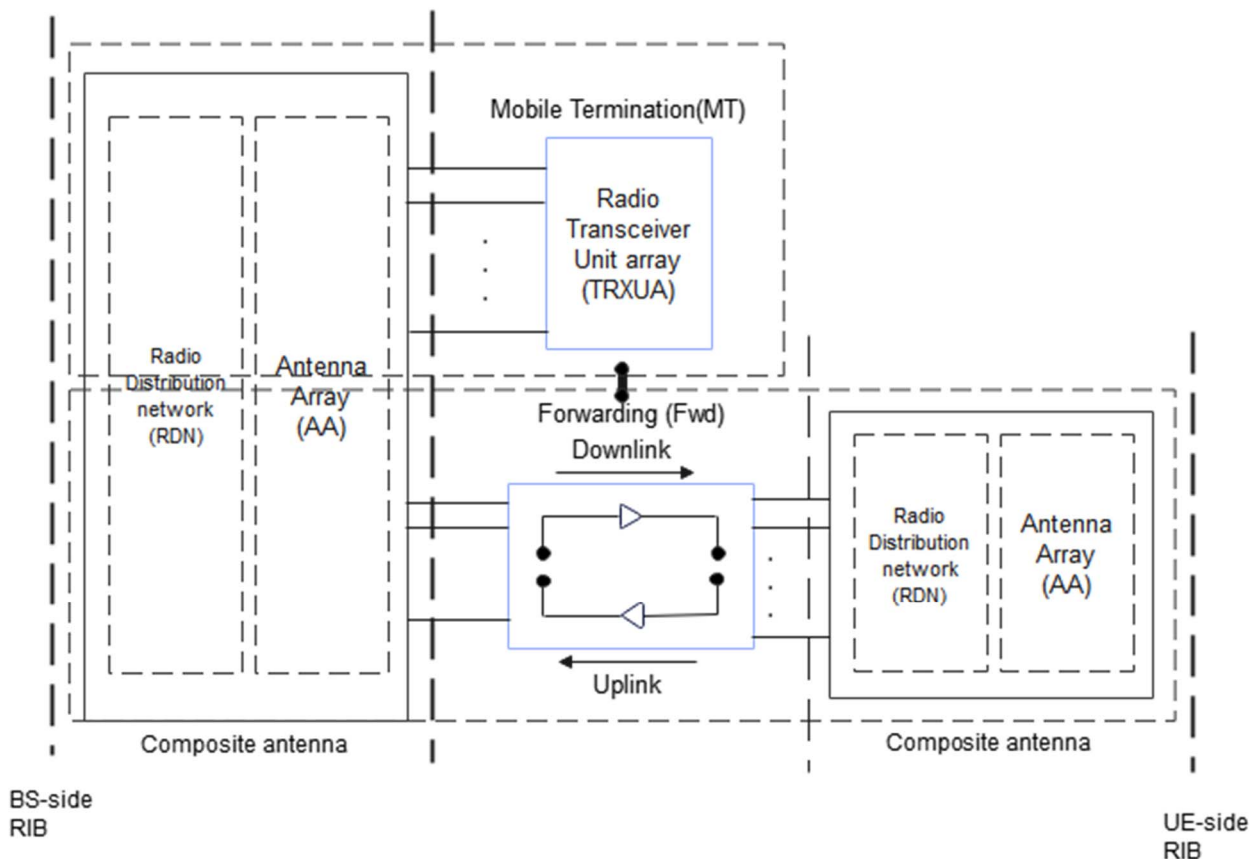 Mobile Termination(MT)
Radio
Transceiver
Unit array
(TRXUA)
Radio
Distribution
network
(RDN)
Antenna
Array
(AA)
Forwarding (Fwd)
Downlink
Uplink
Radio
Distribution
network
(RDN)
Antenna
Array
(AA)
Composite antenna
Composite antenna
BS-side
RIB
UE-side
RIB